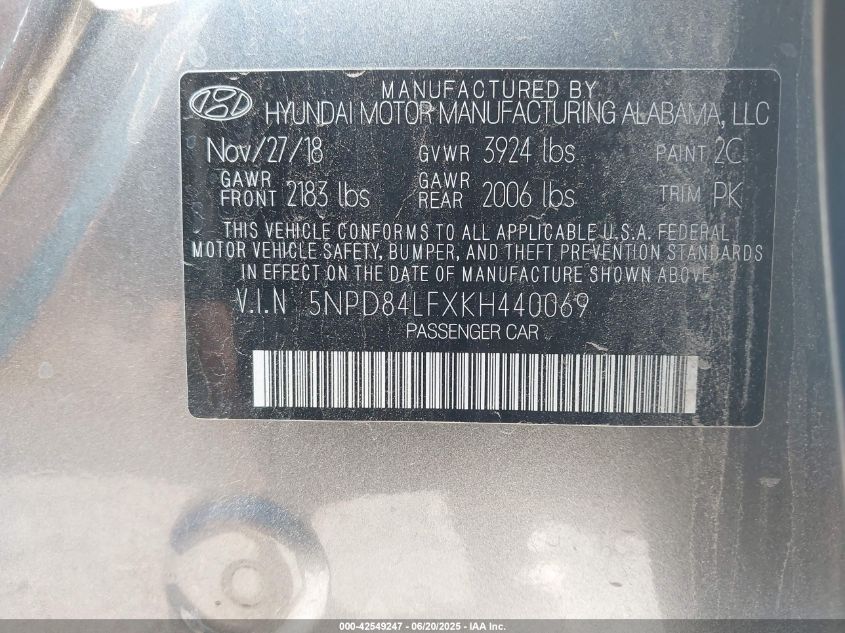 MANUFACTURED BY
HYUNDAI MOTOR MANUFACTURING ALABAMA, LLC
Nov/27/18 GVWR 3924 lbs PAINT 2C
GAWR FRONT 2183 lbs GAWR REAR 2006 lbs TRIM PK
THIS VEHICLE CONFORMS TO ALL APPLICABLE U.S.A. FEDERAL
MOTOR VEHICLE SAFETY, BUMPER, AND THEFT PREVENTION STANDARDS
IN EFFECT ON THE DATE OF MANUFACTURE SHOWN ABOVE.
V.I.N 5NPD84LFXKH440069
PASSENGER CAR
000-42549247 - 06/20/2025 - IAA Inc.